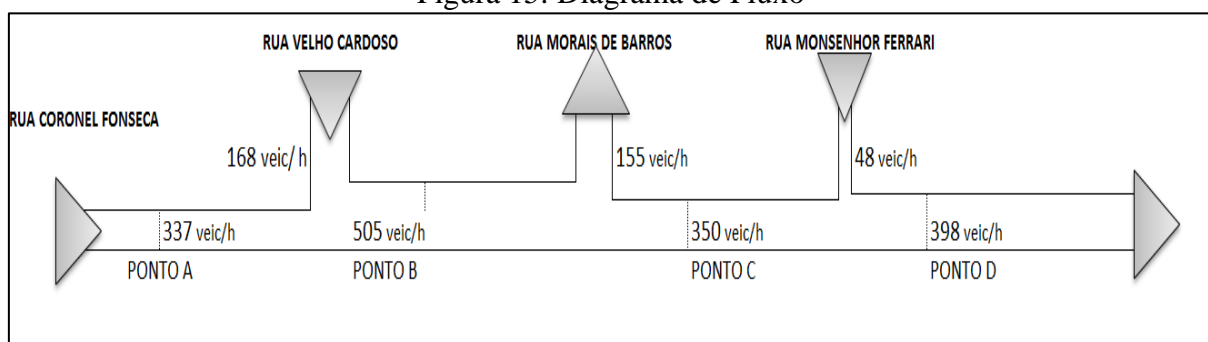 Figura 13: Diagrama de Fluxo
RUA VELHO CARDOSO
RUA MORAIS DE BARROS
RUA MONSENHOR FERRARI
RUA CORONEL FONSECA
168 veic/ h
155 veic/h
48 veic/h
337 veic/h
505 veic/h
350 veic/h
398 veic/h
PONTO A
PONTO B
PONTO C
PONTO D